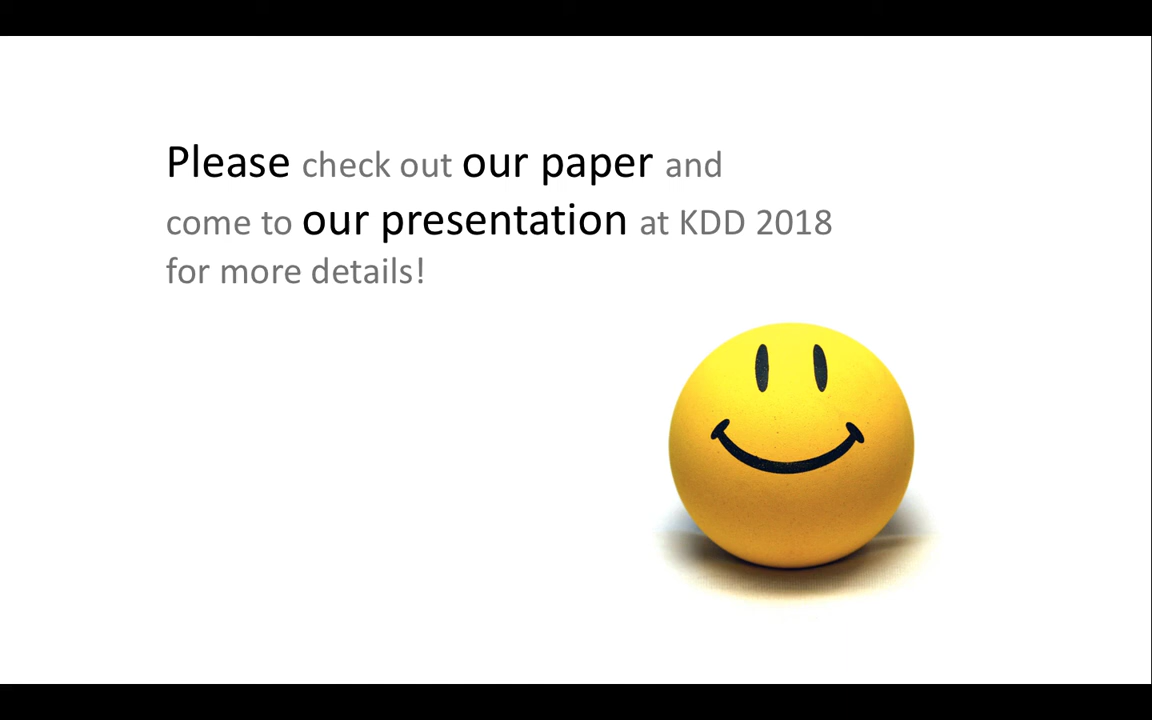 Please check out our paper and
come to our presentation at KDD 2018
for more details!